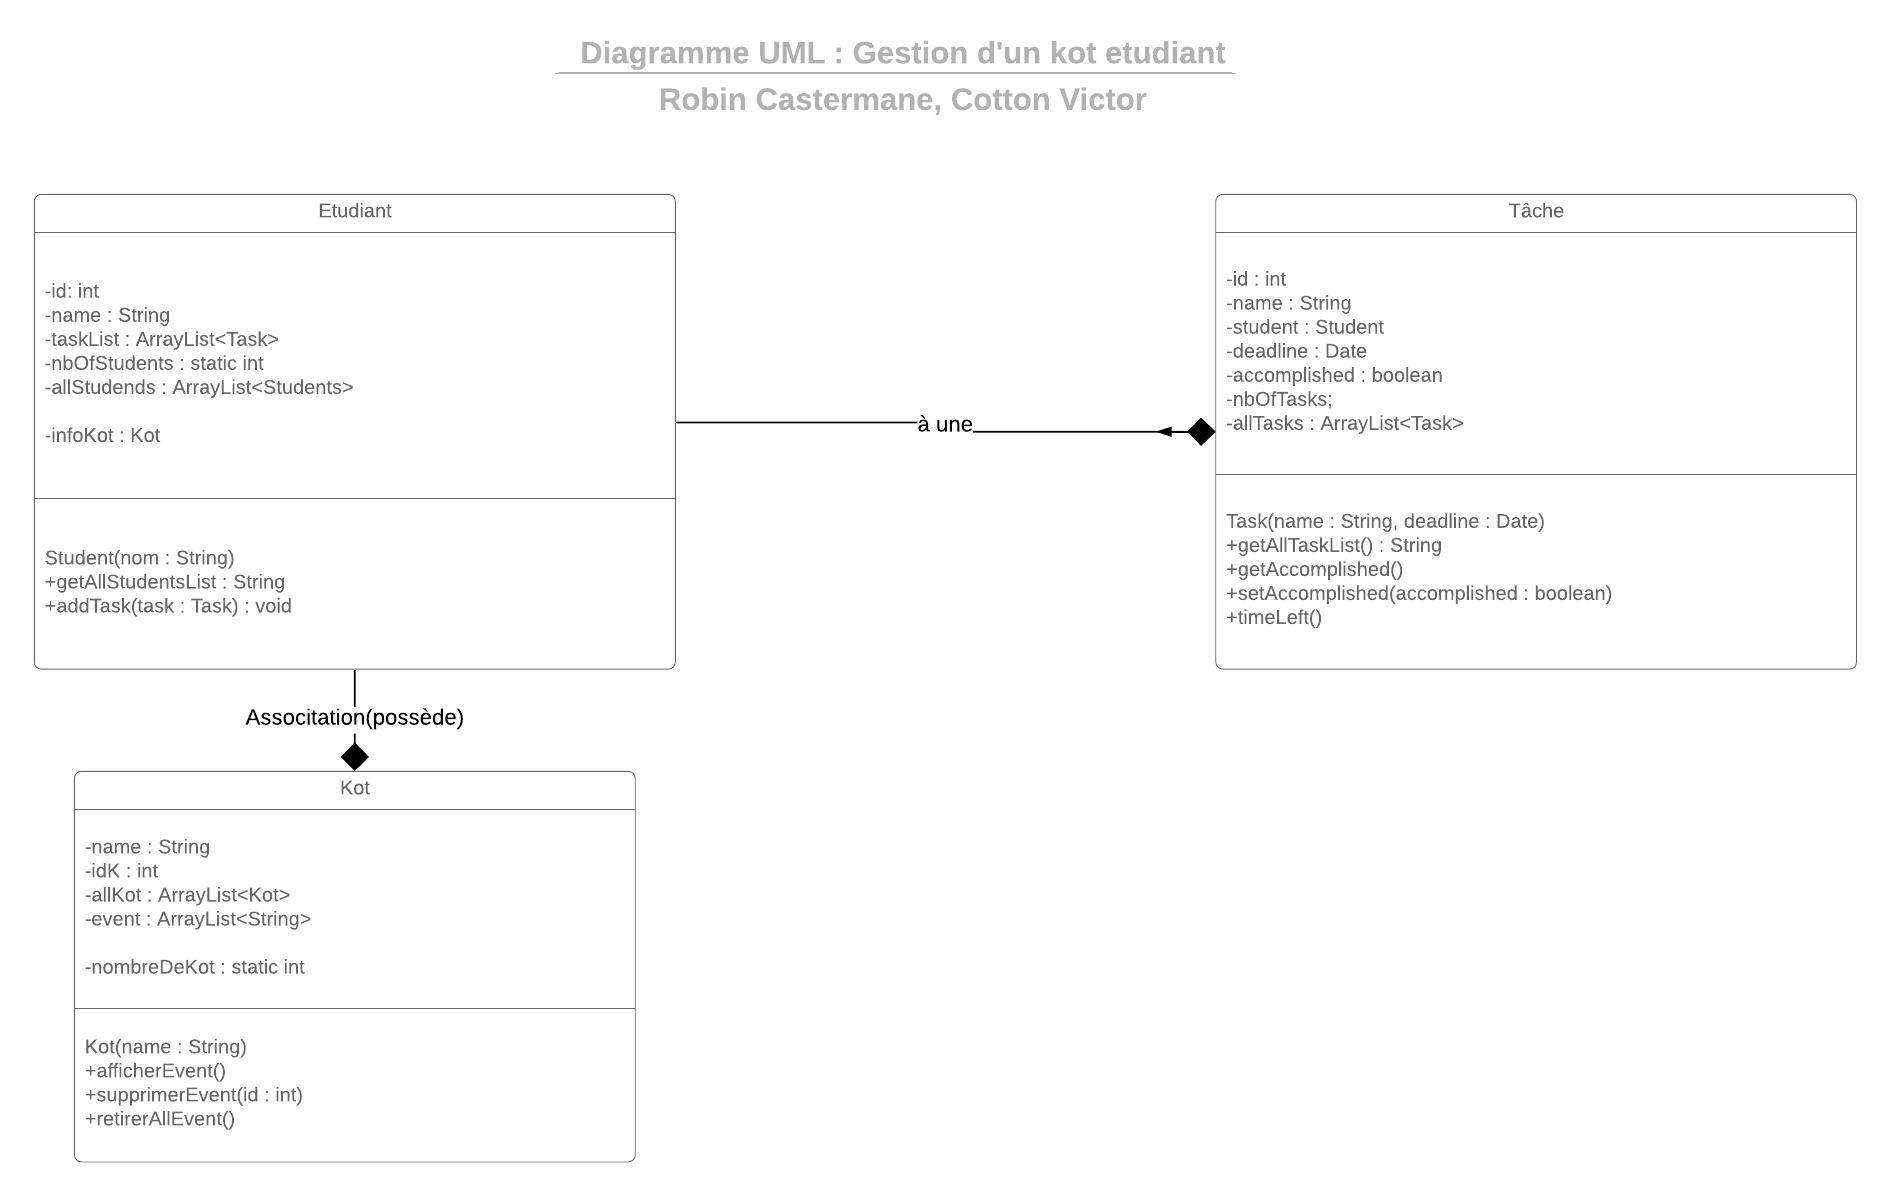 Diagramme UML : Gestion d'un kot etudiant
Robin Castermane, Cotton Victor
Etudiant
-id: int
-name : String
-taskList : ArrayList<Task>
-nbOfStudents : static int
-allStudends : ArrayList<Students>
-infoKot : Kot
Student(nom : String)
+getAllStudentsList : String
+addTask(task : Task) : void
à une
Tâche
-id : int
-name : String
-student : Student
-deadline : Date
-accomplished : boolean
-nbOfTasks;
-allTasks : ArrayList<Task>
Task(name : String, deadline : Date)
+getAllTaskList() : String
+getAccomplished()
+setAccomplished(accomplished : boolean)
+timeLeft()
Associtation(possède)
Kot
-name : String
-idK : int
-allKot : ArrayList<Kot>
-event : ArrayList<String>
-nombreDeKot : static int
Kot(name : String)
+afficherEvent()
+supprimerEvent(id : int)
+retirerAllEvent()